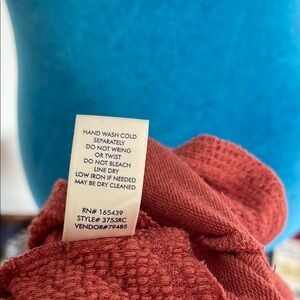 HAND WASH COLD
SEPARATELY
DO NOT WRING
OR TWIST
DO NOT BLEACH
LINE DRY
LOW IRON IF NEEDED
MAY BE DRY CLEANED
RN# 165439
STYLE# 3753RC
VENDOR#79485